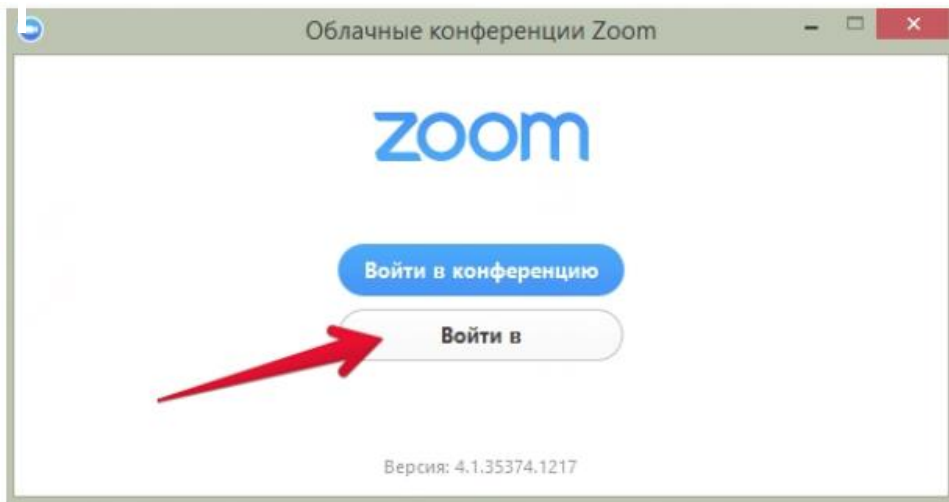 Облачные конференции Zoom
zoom
Войти в конференцию
Войти в
Версия: 4.1.35374.1217